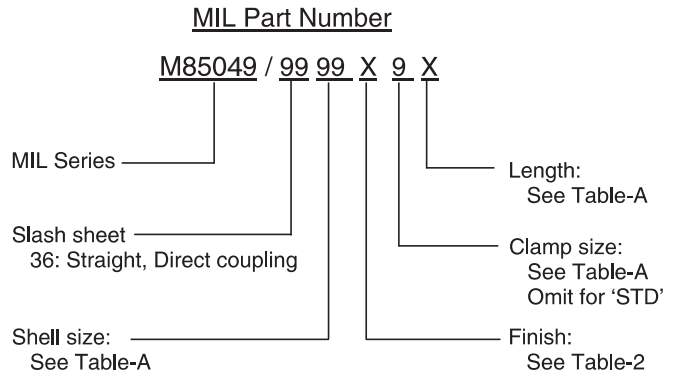 MIL Part Number
M85049 / 99 99 X 9 X
MIL Series
Slash sheet
36: Straight, Direct coupling
Shell size:
See Table-A
Length:
See Table-A
Clamp size:
See Table-A
Omit for ‘STD’
Finish:
See Table-2